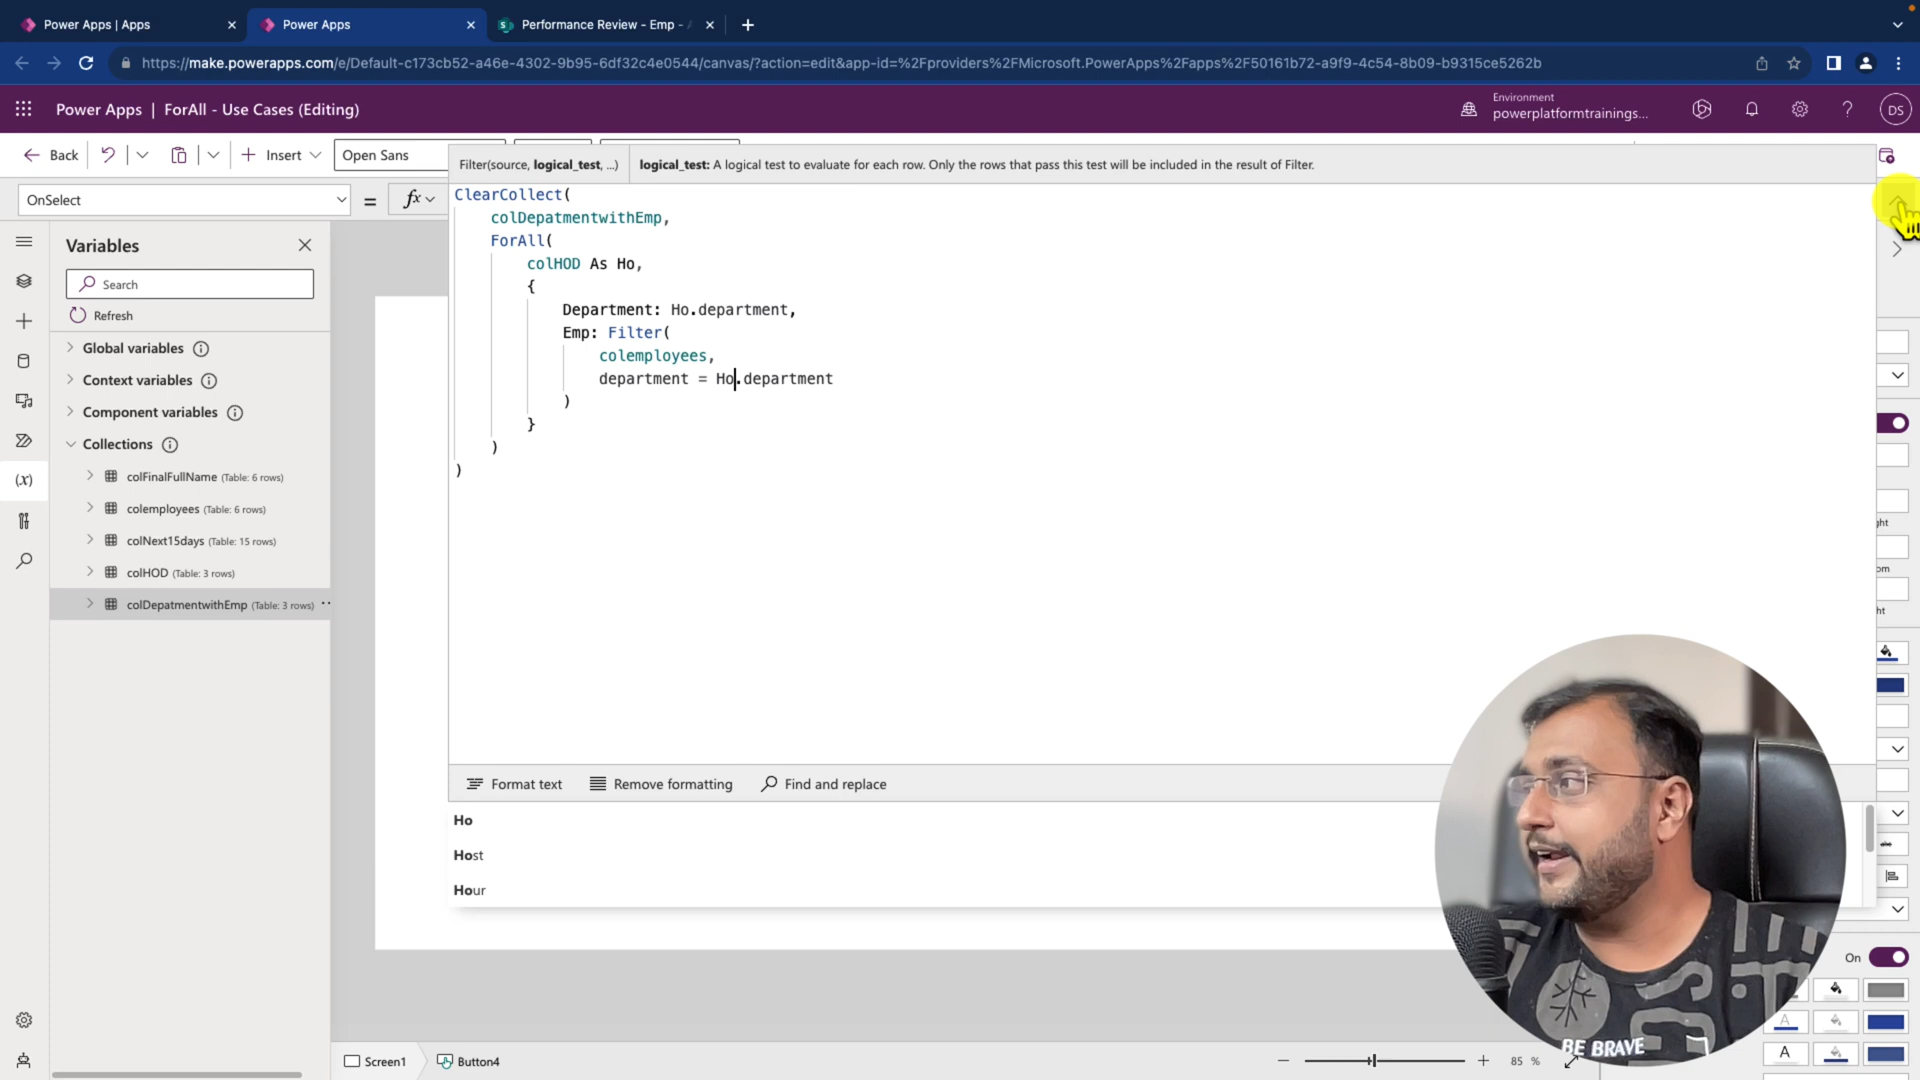 Power Apps | Apps
Power Apps
Performance Review - Emp -
https://make.powerapps.com/e/Default-c173cb52-a46e-4302-9b95-6df32c4e0544/canvas/?action=edit&app-id=%2Fproviders%2FMicrosoft.PowerApps%2Fapps%2F50161b72-a9f9-4c54-8b09-b9315ce5262b
Power Apps | ForAll - Use Cases (Editing)
Environment
powerplatformtrainings...
DS
Back
Insert
Open Sans
Filter(source, logical_test, ...)
logical_test: A logical test to evaluate for each row. Only the rows that pass this test will be included in the result of Filter.
OnSelect
=
fx
ClearCollect(
colDepatmentwithEmp,
ForAll(
colHOD As Ho,
{
Department: Ho.department,
Emp: Filter(
colemployees,
department = Ho.department
)
}
)
)
Variables
Search
Refresh
Global variables
Context variables
Component variables
Collections
colFinalFullName (Table: 6 rows)
colemployees (Table: 6 rows)
colNext15days (Table: 15 rows)
colHOD (Table: 3 rows)
colDepatmentwithEmp (Table: 3 rows)
Format text
Remove formatting
Find and replace
Ho
Host
Hour
On
BE BRAVE
Screen1
Button4
85 %